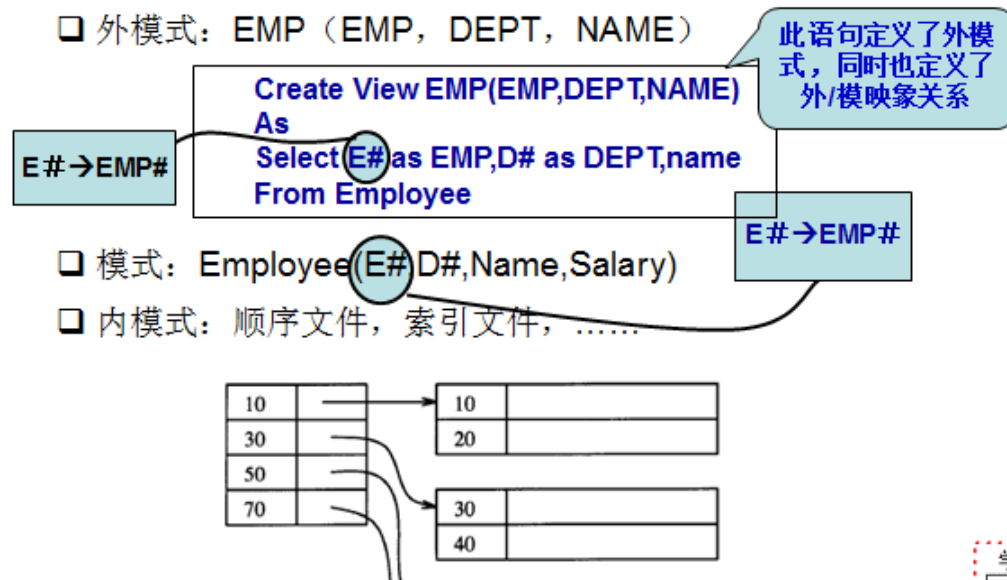 外模式：EMP（EMP，DEPT，NAME）
此语句定义了外模
式，同时也定义了
外/模映象关系
Create View EMP(EMP,DEPT,NAME)
As
Select E# as EMP,D# as DEPT,name
From Employee
E#→EMP#
E#→EMP#
模式：Employee(E# D#,Name,Salary)
内模式：顺序文件，索引文件，……
10
30
50
70
10
20
30
40